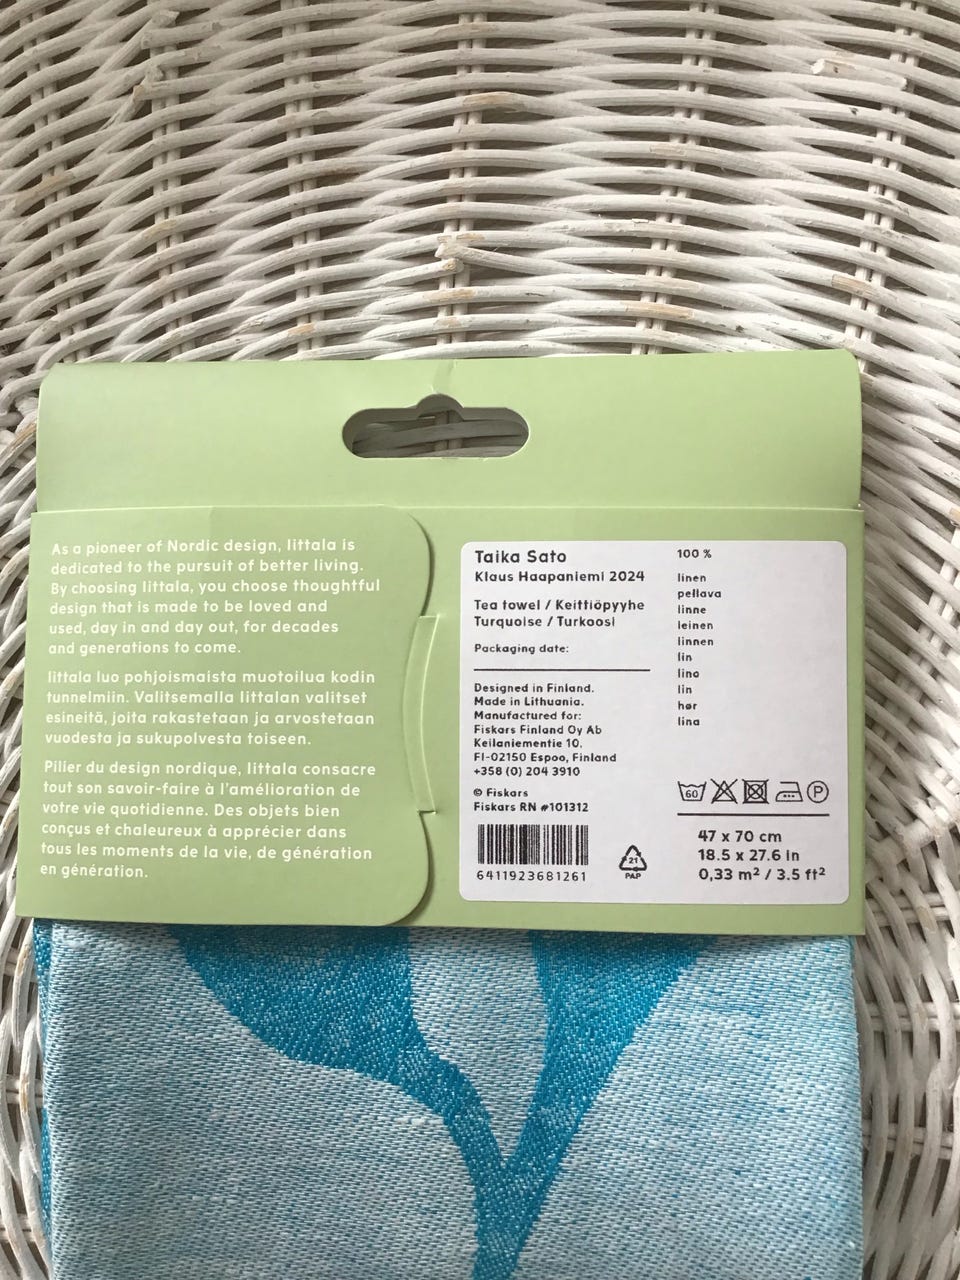 As a pioneer of Nordic design, Iittala is
dedicated to the pursuit of better living.
By choosing Iittala, you choose thoughtful
design that is made to be loved and
used, day in and day out, for decades
and generations to come.
Iittala luo pohjoismaista muotoilua kodin
tunnelmiin. Valitsemalla Iittalan valitset
esineitä, joita rakastetaan ja arvostetaan
vuodesta ja sukupolvesta toiseen.
Pilier du design nordique, Iittala consacre
tout son savoir-faire à l'amélioration de
votre vie quotidienne. Des objets bien
conçus et chaleureux à apprécier dans
tous les moments de la vie, de génération
en génération.
Taika Sato
Klaus Haapaniemi 2024
Tea towel / Keittiöpyyhe
Turquoise / Turkoosi
Packaging date:
Designed in Finland.
Made in Lithuania.
Manufactured for:
Fiskars Finland Oy Ab
Keilaniementie 10,
FI-02150 Espoo, Finland
+358 (0) 204 3910
© Fiskars
Fiskars RN #101312
6411923681261
21
PAP
100 %
linen
pellava
linne
leinen
linnen
lin
lino
lin
hør
lina
60
P
47 x 70 cm
18.5 x 27.6 in
0,33 m² / 3.5 ft²